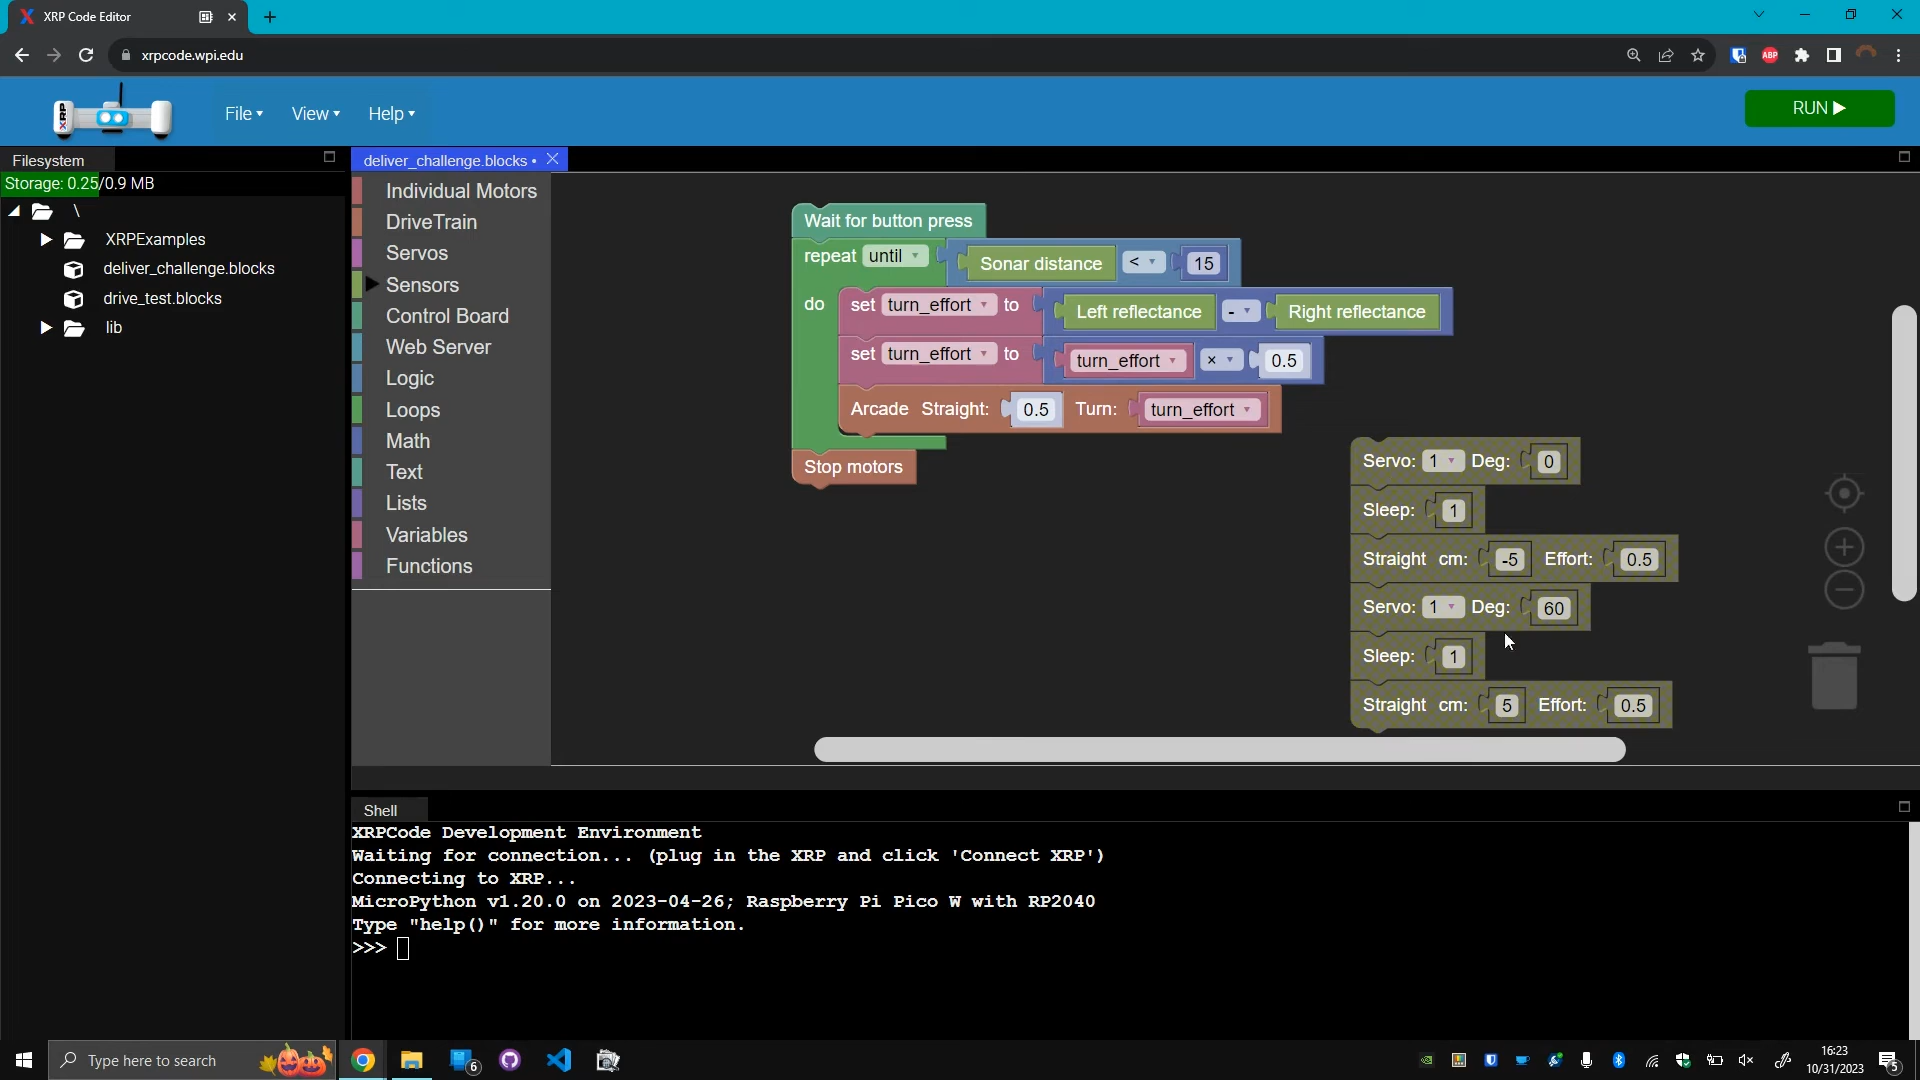 XRP Code Editor
xrpcode.wpi.edu
ABP
XRP
File
View
Help
RUN
Filesystem
Storage: 0.25/0.9 MB
\
XRPExamples
deliver_challenge.blocks
drive_test.blocks
lib
deliver_challenge.blocks •
Individual Motors
DriveTrain
Servos
Sensors
Control Board
Web Server
Logic
Loops
Math
Text
Lists
Variables
Functions
Wait for button press
repeat until Sonar distance < 15
do set turn_effort to Left reflectance - Right reflectance
set turn_effort to turn_effort × 0.5
Arcade Straight: 0.5 Turn: turn_effort
Stop motors
Servo: 1 Deg: 0
Sleep: 1
Straight cm: -5 Effort: 0.5
Servo: 1 Deg: 60
Sleep: 1
Straight cm: 5 Effort: 0.5
Shell
XRPCode Development Environment
Waiting for connection... (plug in the XRP and click 'Connect XRP')
Connecting to XRP...
MicroPython v1.20.0 on 2023-04-26; Raspberry Pi Pico W with RP2040
Type "help()" for more information.
>>>
Type here to search
6
16:23
10/31/2023
5